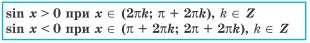 sin x > 0 при x ∈ (2πk; π + 2πk), k ∈ Z
sin x < 0 при x ∈ (π + 2πk; 2π + 2πk), k ∈ Z